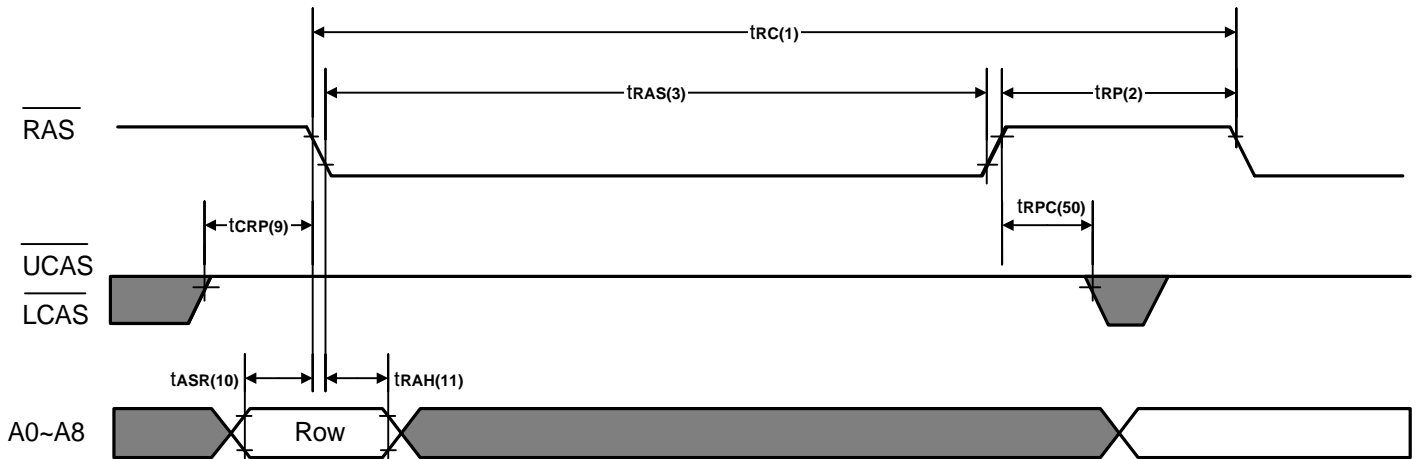 tRC(1)
tRAS(3)
tRP(2)
RAS
tCRP(9)
tRPC(50)
UCAS
LCAS
tASR(10)
tRAH(11)
A0~A8
Row